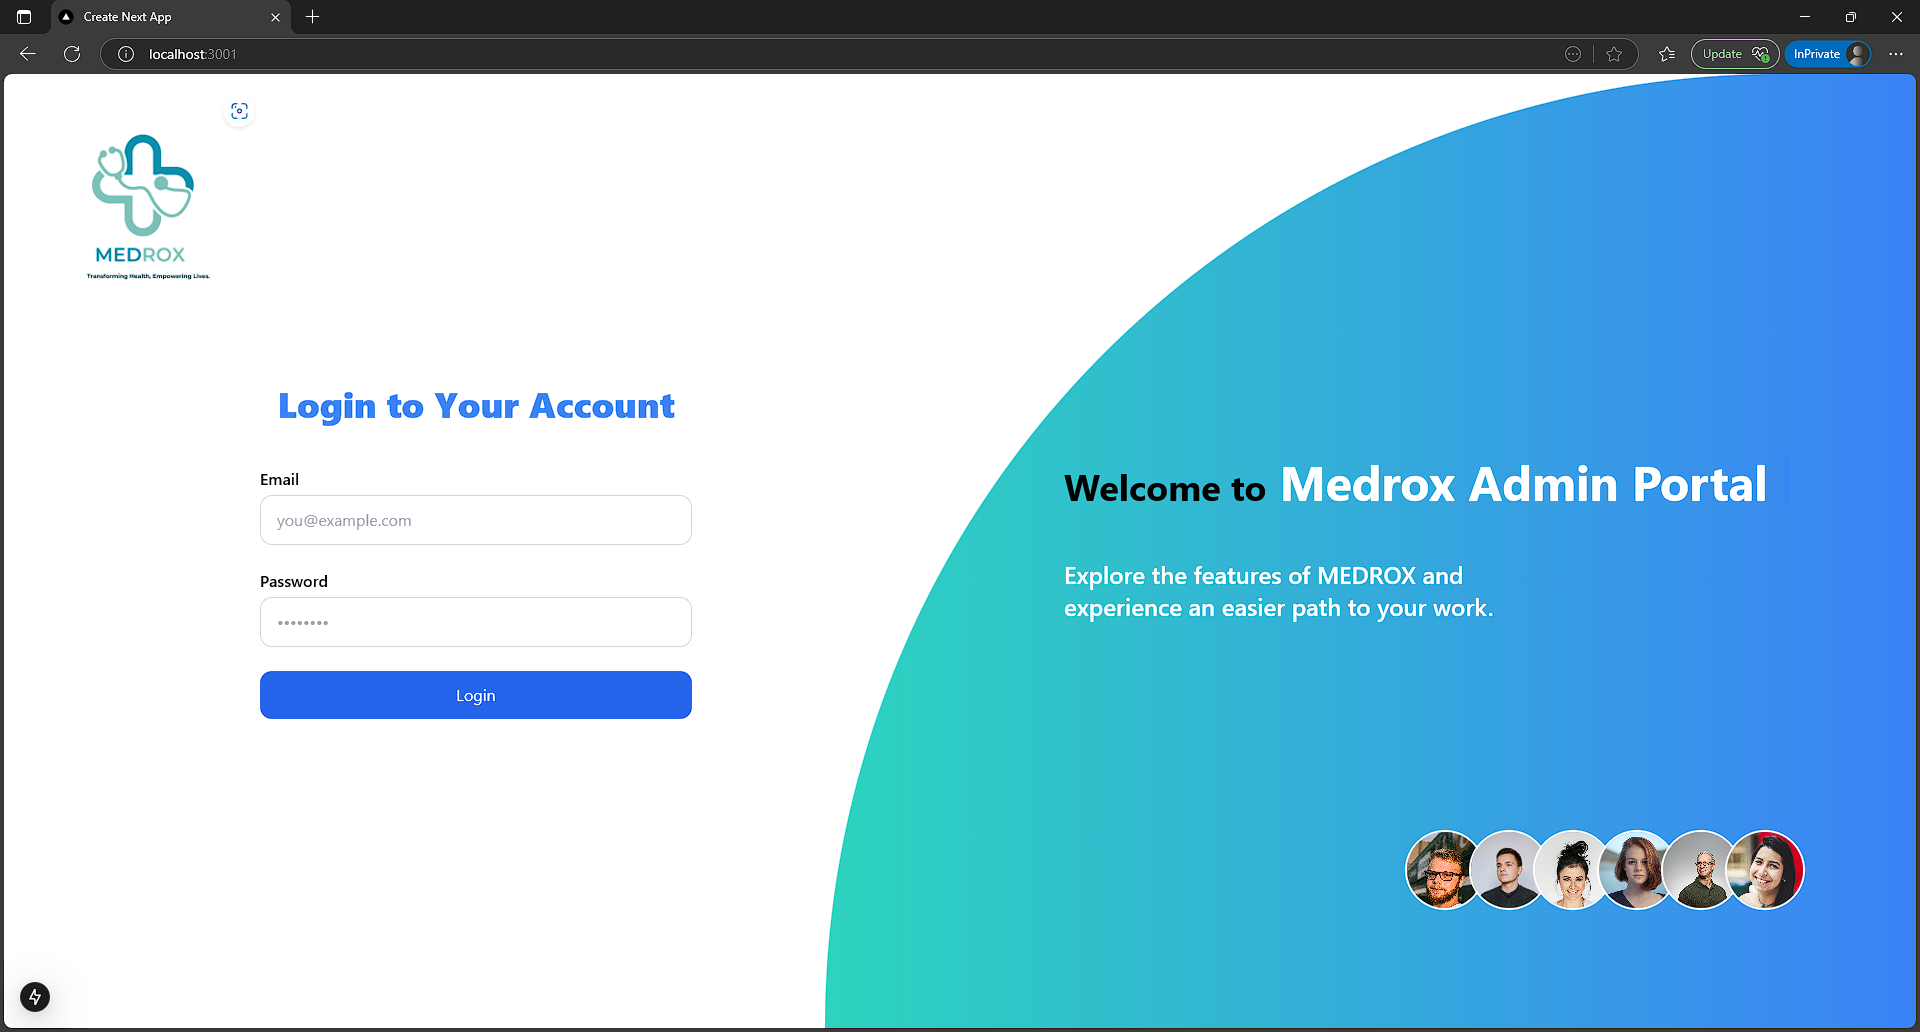 Create Next App
localhost:3001
Update
InPrivate
MEDROX
Transforming Health, Empowering Lives.
Login to Your Account
Email
you@example.com
Password
••••••••
Login
Welcome to Medrox Admin Portal
Explore the features of MEDROX and
experience an easier path to your work.